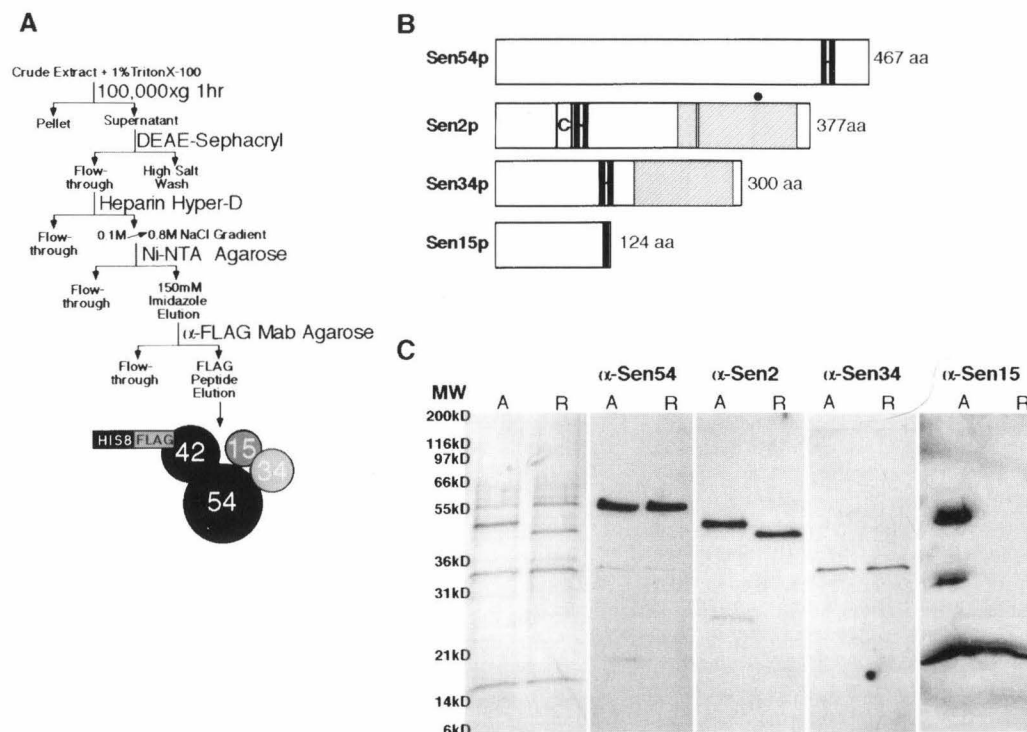 A
Crude Extract + 1% TritonX-100
100,000xg 1hr
Pellet Supernatant
DEAE-Sephacryl
Flow-through High Salt Wash
Heparin Hyper-D
Flow-through 0.1M 0.8M NaCl Gradient
Ni-NTA Agarose
Flow-through 150mM Imidazole Elution
α-FLAG Mab Agarose
Flow-through FLAG Peptide Elution
HIS8 FLAG 42 15 34
54
B
Sen54p 467 aa
Sen2p C 377aa
Sen34p 300 aa
Sen15p 124 aa
C
α-Sen54 α-Sen2 α-Sen34 α-Sen15
MW A R A R A R A R A R
200kD
116kD
97kD
66kD
55kD
36kD
31kD
21kD
14kD
6kD